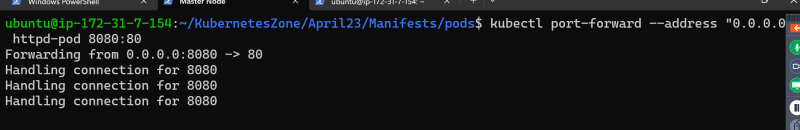 Windows PowerShell
Master Node
ubuntu@ip-172-31-7-154: ~
ubuntu@ip-172-31-7-154:~/KubernetesZone/April23/Manifests/pods$ kubectl port-forward --address "0.0.0.0
httpd-pod 8080:80
Forwarding from 0.0.0.0:8080 -> 80
Handling connection for 8080
Handling connection for 8080
Handling connection for 8080